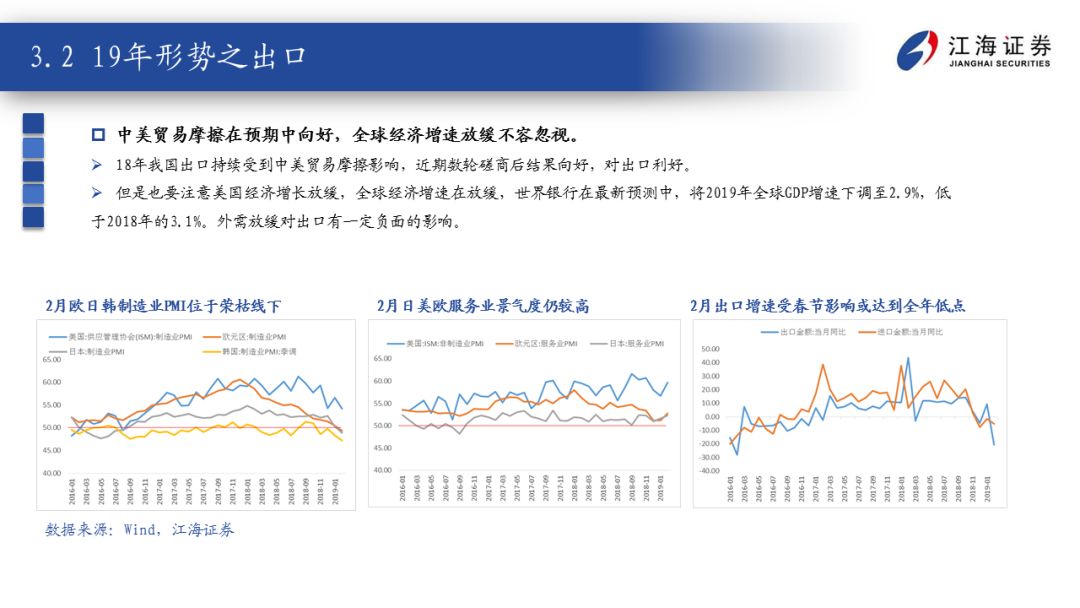 3.2 19年形势之出口
江海证券
JIANGHAI SECURITIES
中美贸易摩擦在预期中向好，全球经济增速放缓不容忽视。
18年我国出口持续受到中美贸易摩擦影响，近期数轮磋商后结果向好，对出口利好。
但是也要注意美国经济增长放缓，全球经济增速在放缓，世界银行在最新预测中，将2019年全球GDP增速下调至2.9%，低
于2018年的3.1%。外需放缓对出口有一定负面的影响。
2月欧日韩制造业PMI位于荣枯线下
美国:供应管理协会(ISM):制造业PMI 欧元区:制造业PMI
日本:制造业PMI 韩国:制造业PMI:季调
65.00
60.00
55.00
50.00
45.00
40.00
2016-01 2016-03 2016-05 2016-07 2016-09 2016-11 2017-01 2017-03 2017-05 2017-07 2017-09 2017-11 2018-01 2018-03 2018-05 2018-07 2018-09 2018-11 2019-01
2月日美欧服务业景气度仍较高
美国:ISM:非制造业PMI 欧元区:服务业PMI 日本:服务业PMI
65.00
60.00
55.00
50.00
45.00
40.00
2016-01 2016-03 2016-05 2016-07 2016-09 2016-11 2017-01 2017-03 2017-05 2017-07 2017-09 2017-11 2018-01 2018-03 2018-05 2018-07 2018-09 2018-11 2019-01
2月出口增速受春节影响或达到全年低点
出口金额:当月同比 进口金额:当月同比
50.00
40.00
30.00
20.00
10.00
0.00
-10.00
-20.00
-30.00
-40.00
2016-01 2016-03 2016-05 2016-07 2016-09 2016-11 2017-01 2017-03 2017-05 2017-07 2017-09 2017-11 2018-01 2018-03 2018-05 2018-07 2018-09 2018-11 2019-01
数据来源：Wind，江海证券